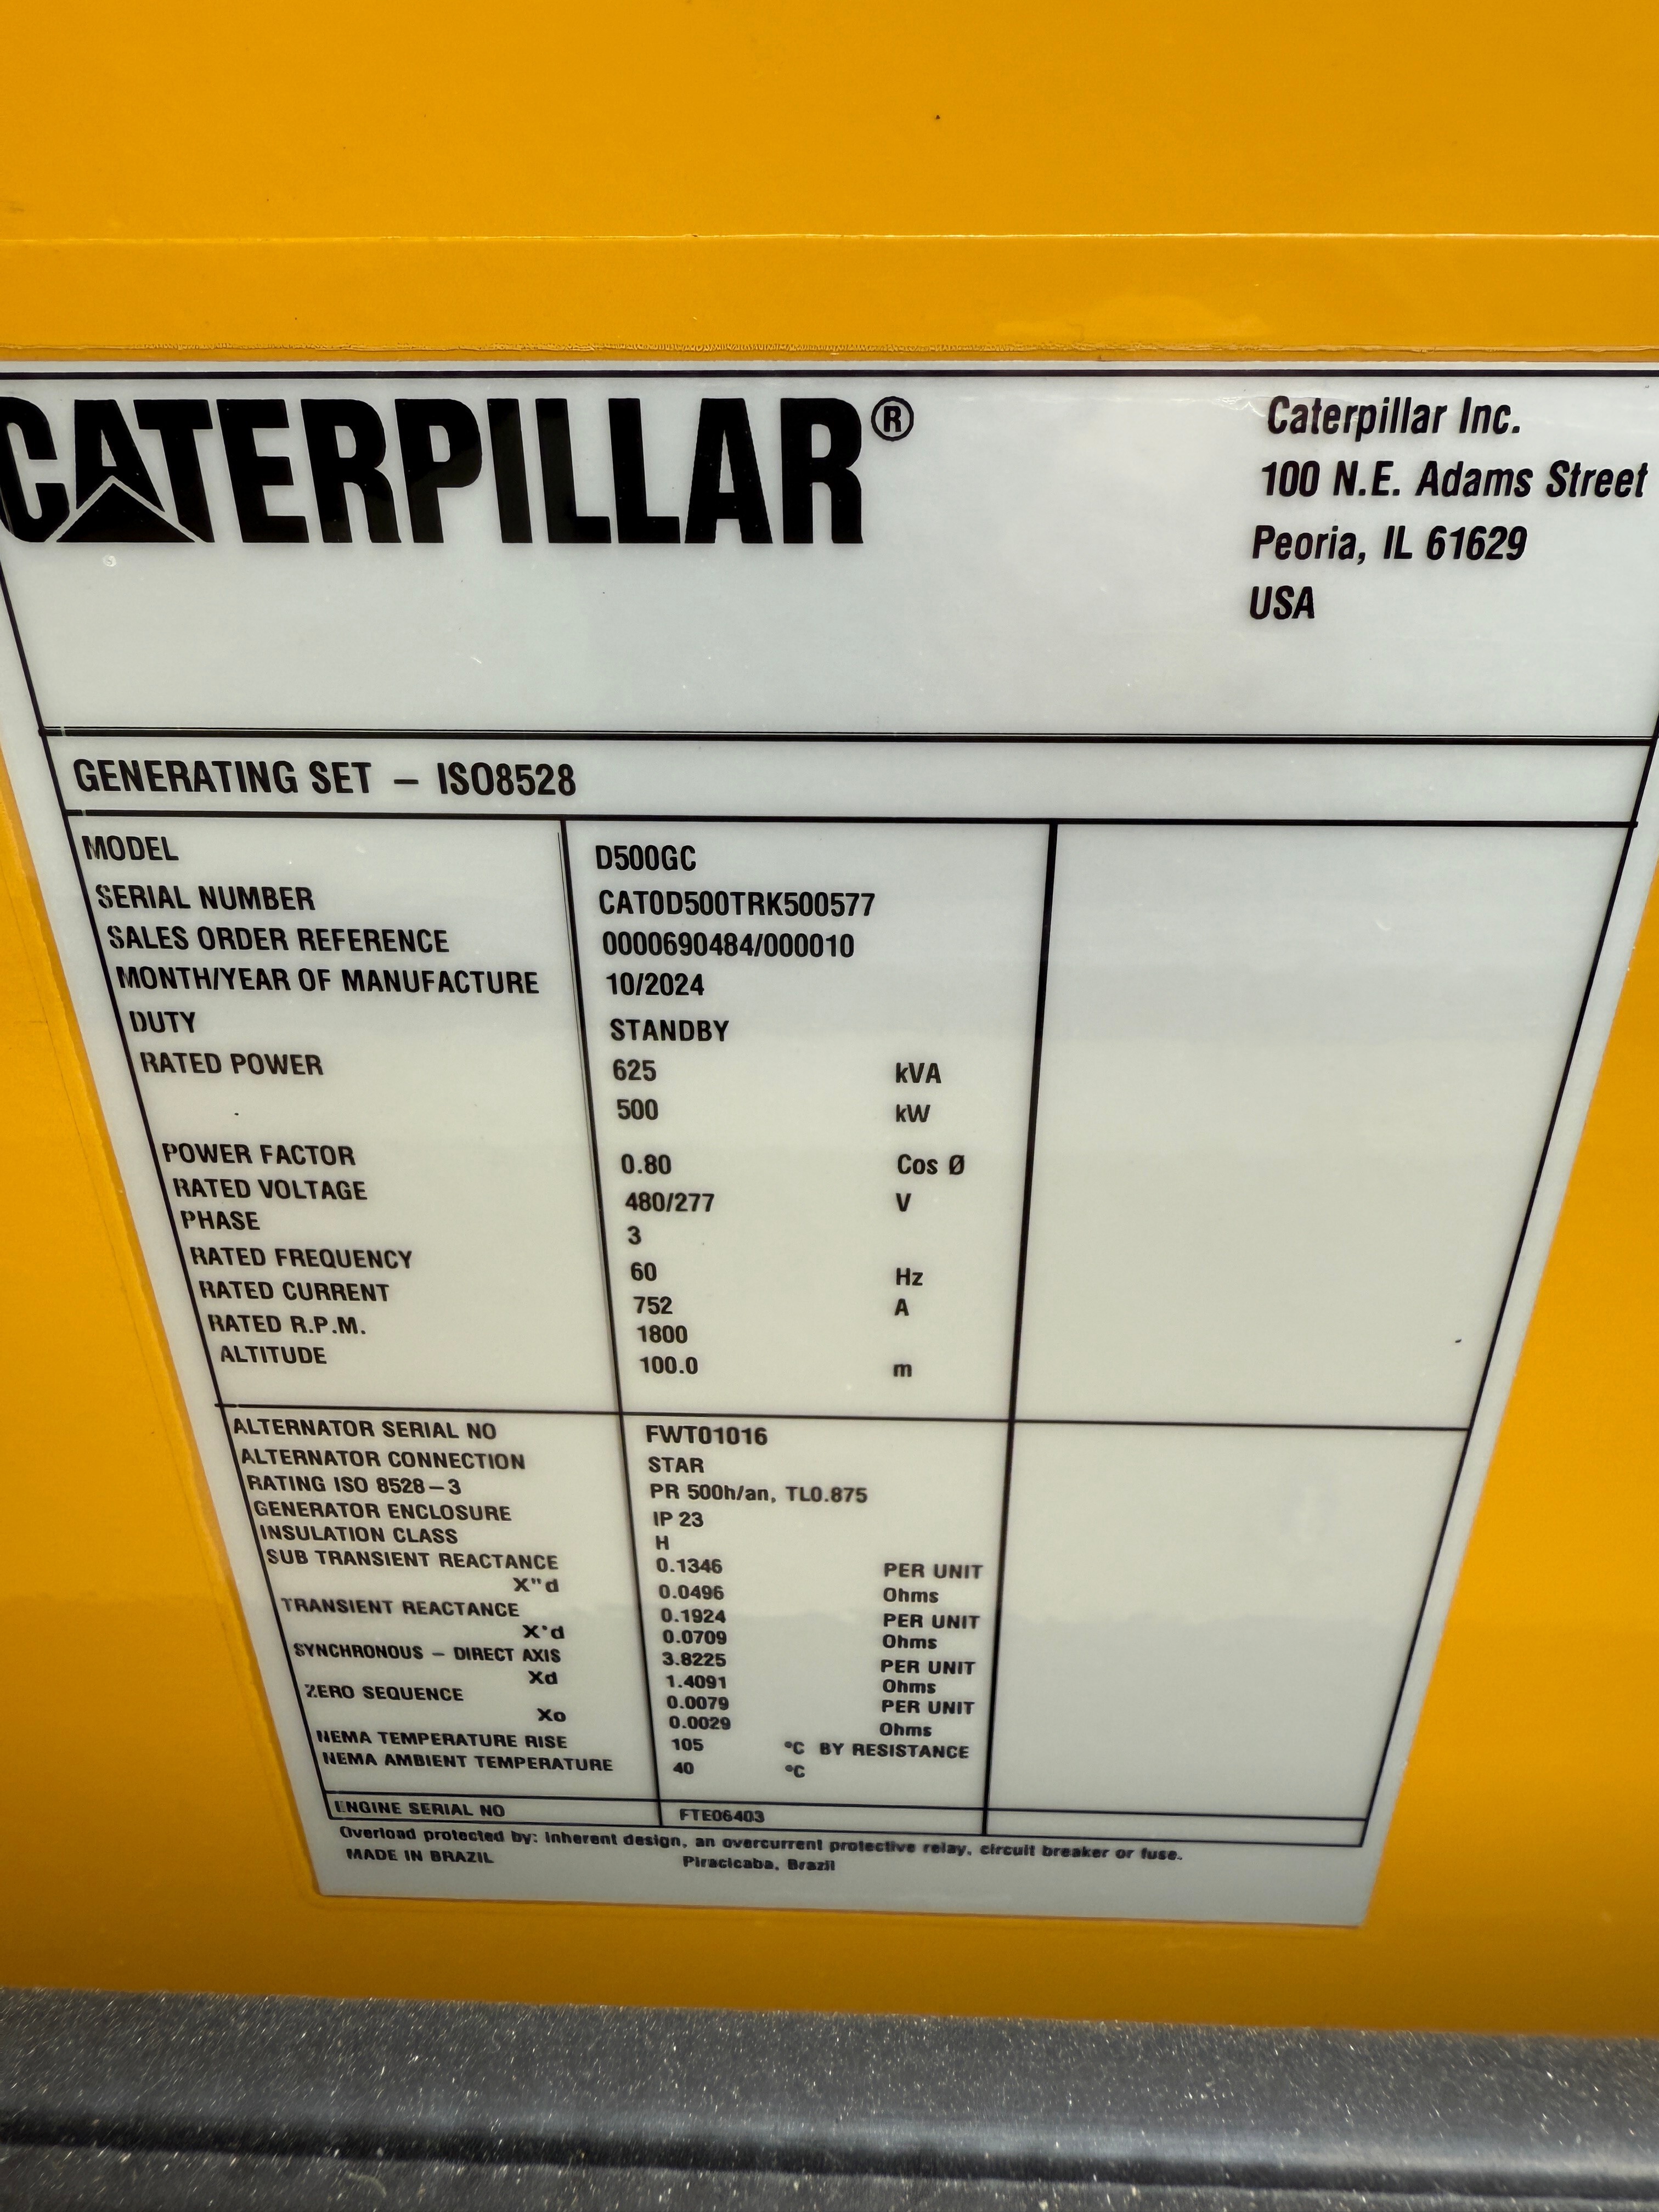 CATERPILLAR®
Caterpillar Inc.
100 N.E. Adams Street
Peoria, IL 61629
USA
GENERATING SET – ISO8528
MODEL D500GC
SERIAL NUMBER CAT0D500TRK500577
SALES ORDER REFERENCE 0000690484/000010
MONTH/YEAR OF MANUFACTURE 10/2024
DUTY STANDBY
RATED POWER 625 kVA
500 kW
POWER FACTOR 0.80 Cos Ø
RATED VOLTAGE 480/277 V
PHASE 3
RATED FREQUENCY 60 Hz
RATED CURRENT 752 A
RATED R.P.M. 1800
ALTITUDE 100.0 m
ALTERNATOR SERIAL NO FWT01016
ALTERNATOR CONNECTION STAR
RATING ISO 8528–3 PR 500h/an, TL0.875
GENERATOR ENCLOSURE IP 23
INSULATION CLASS H
SUB TRANSIENT REACTANCE 0.1346 PER UNIT
X"d 0.0496 Ohms
TRANSIENT REACTANCE 0.1924 PER UNIT
X'd 0.0709 Ohms
SYNCHRONOUS – DIRECT AXIS 3.8225 PER UNIT
Xd 1.4091 Ohms
ZERO SEQUENCE 0.0079 PER UNIT
Xo 0.0029 Ohms
NEMA TEMPERATURE RISE 105 °C BY RESISTANCE
NEMA AMBIENT TEMPERATURE 40 °C
ENGINE SERIAL NO FTE06403
Overload protected by: inherent design, an overcurrent protective relay, circuit breaker or fuse.
MADE IN BRAZIL Piracicaba, Brazil